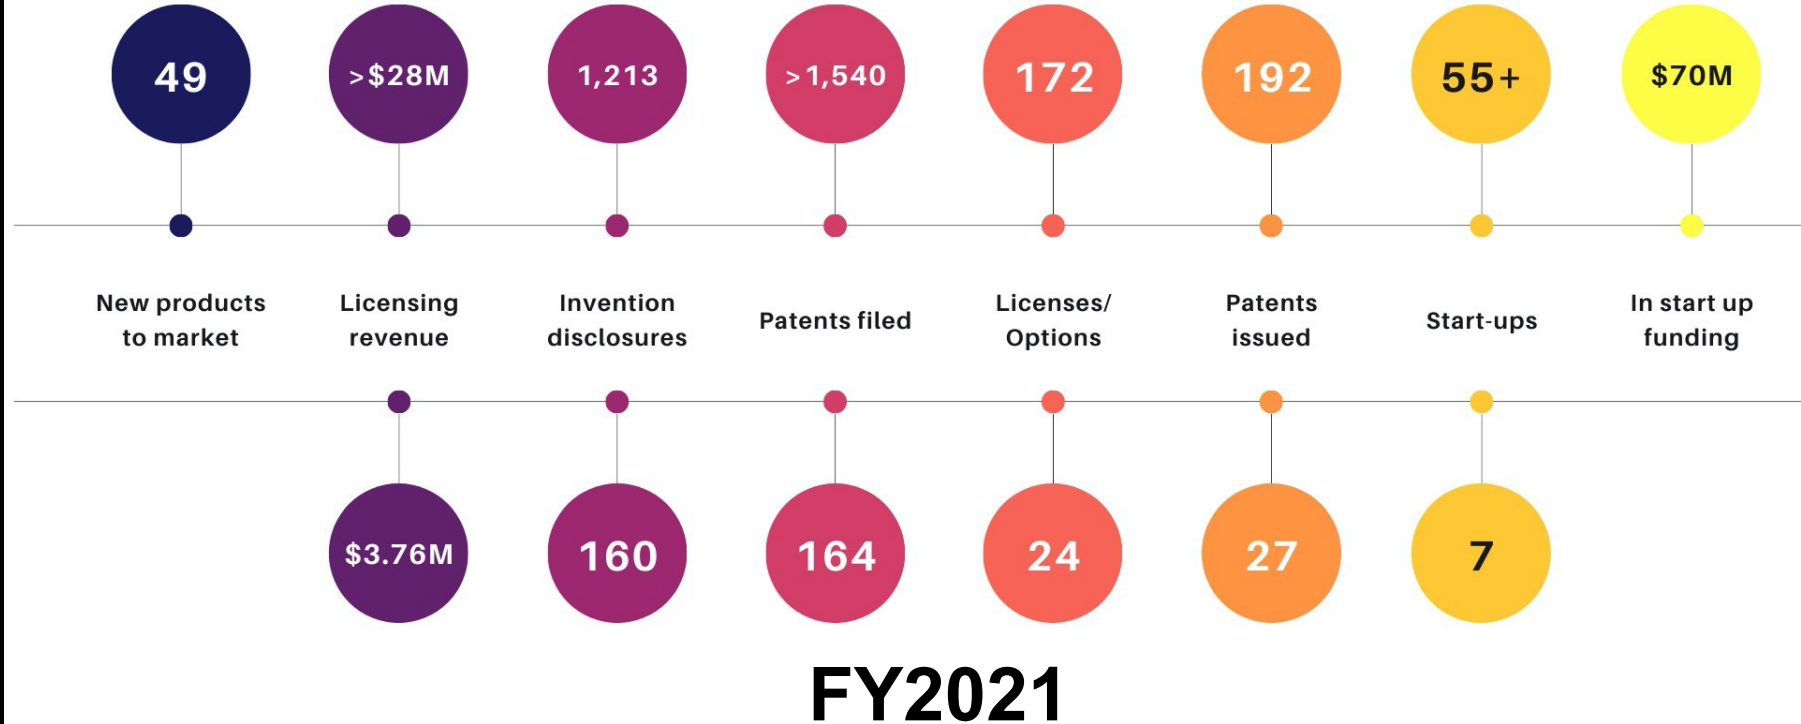 49
>$28M
1,213
>1,540
172
192
55+
$70M
New products
to market
Licensing
revenue
Invention
disclosures
Patents filed
Licenses/
Options
Patents
issued
Start-ups
In start up
funding
$3.76M
160
164
24
27
7
FY2021